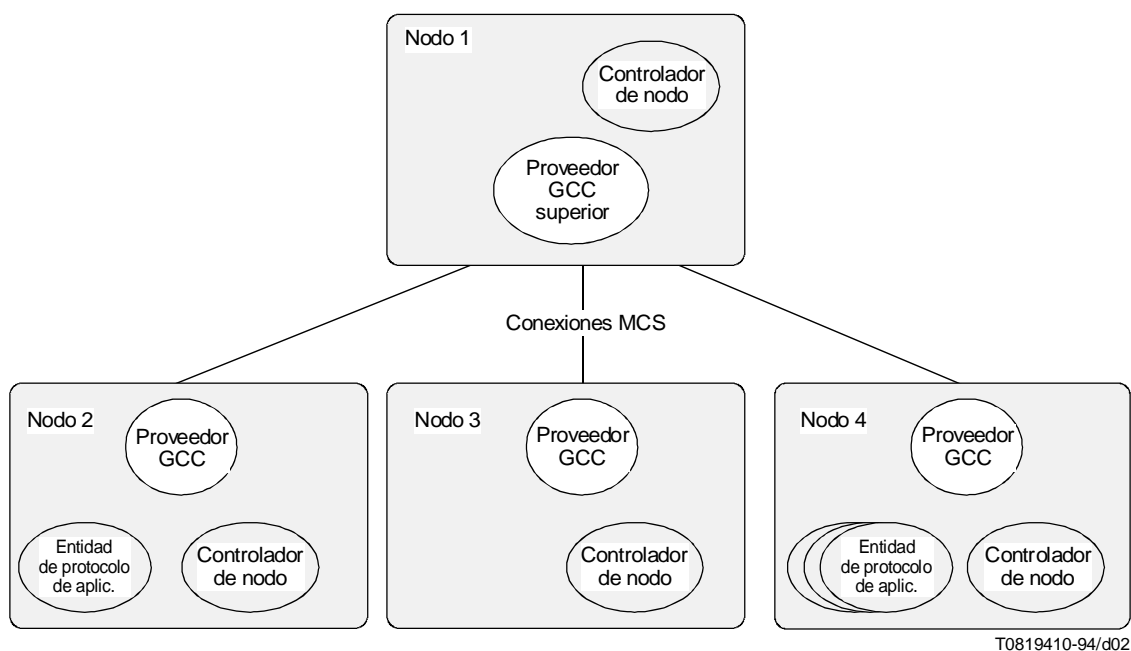 Nodo 1
Controlador
de nodo
Proveedor
GCC
superior
Conexiones MCS
Nodo 2
Proveedor
GCC
Entidad
de protocolo
de aplic.
Controlador
de nodo
Nodo 3
Proveedor
GCC
Controlador
de nodo
Nodo 4
Proveedor
GCC
Entidad
de protocolo
de aplic.
Controlador
de nodo
T0819410-94/d02